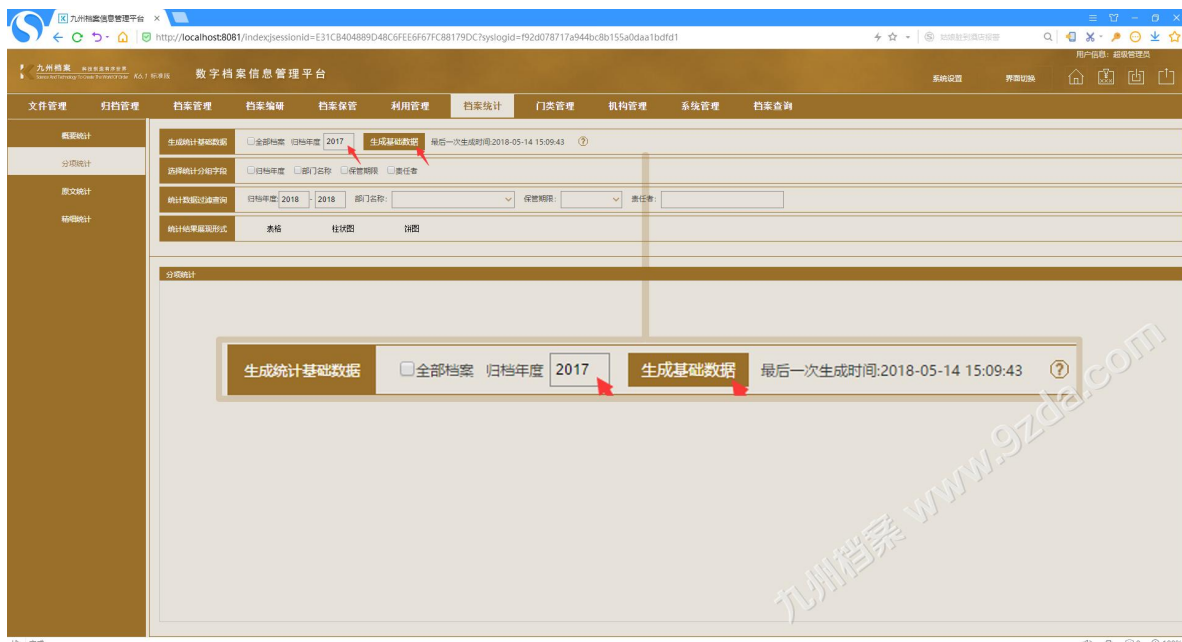 九州档案信息管理平台 ×
http://localhost:8081/index;jsessionid=E31CB404889D48C6FEE6F67FC88179DC?syslogid=f92d078717a944bc8b155a0daa1bdfd1
用户信息：超级管理员
九州档案 K6.1 标准版 数字档案信息管理平台 系统设置 界面切换
文件管理 归档管理 档案管理 档案编研 档案保管 利用管理 档案统计 门类管理 机构管理 系统管理 档案查询
概要统计
分项统计
原文统计
杨明统计
生成统计基础数据 全部档案 归档年度 2017 生成基础数据 最后一次生成时间:2018-05-14 15:09:43 ?
选择统计分组字段 归档年度 部门名称 保管期限 责任者
统计数据过滤查询 归档年度: 2018 - 2018 部门名称: 保管期限: 责任者:
统计结果展现形式 表格 柱状图 饼图
分项统计
生成统计基础数据 全部档案 归档年度 2017 生成基础数据 最后一次生成时间:2018-05-14 15:09:43 ?
九州档案 www.9zda.com